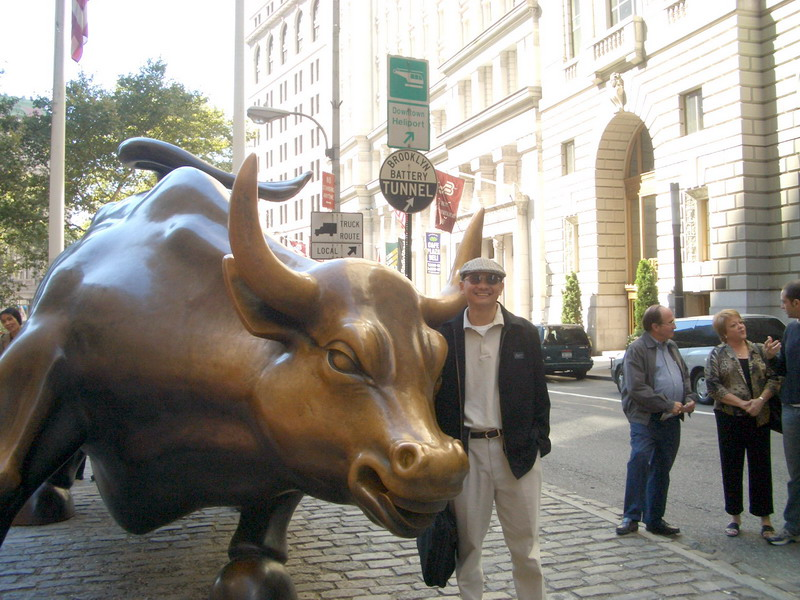 Downtown
Heliport
BROOKLYN
BATTERY
TUNNEL
TRUCK
ROUTE
LOCAL